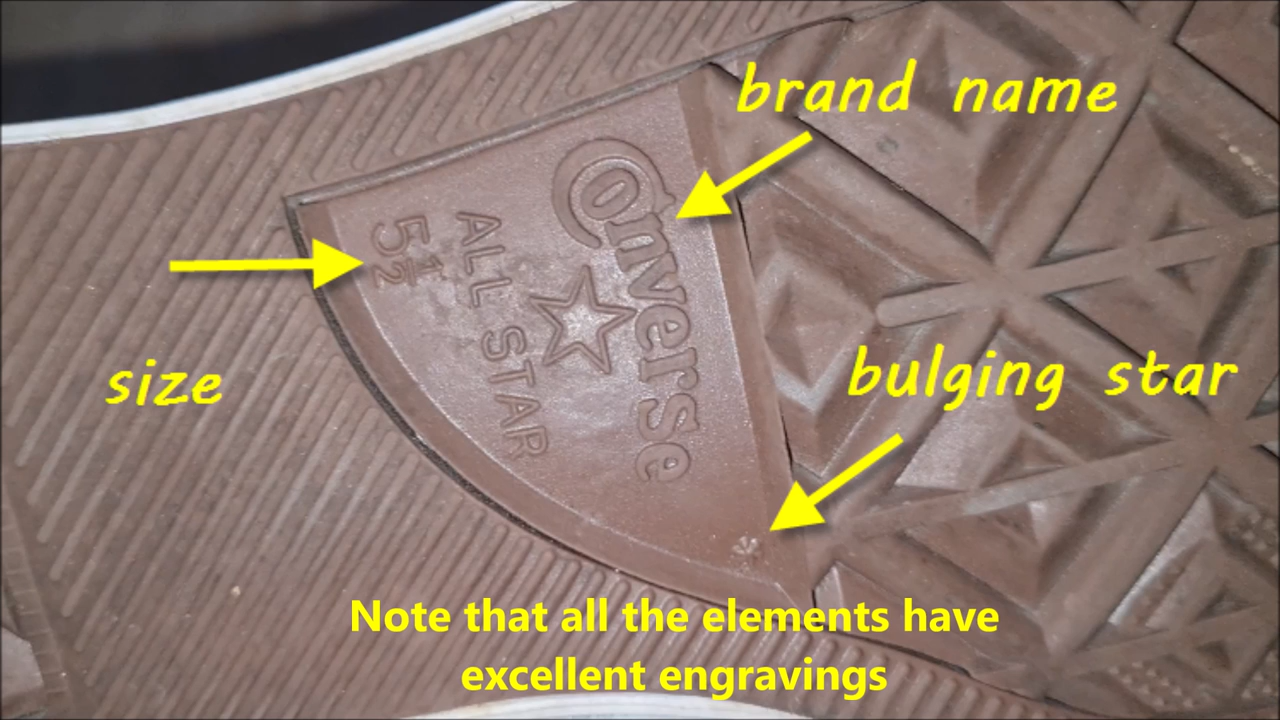 brand name
Converse
ALL STAR
5 1/2
size
bulging star
Note that all the elements have
excellent engravings